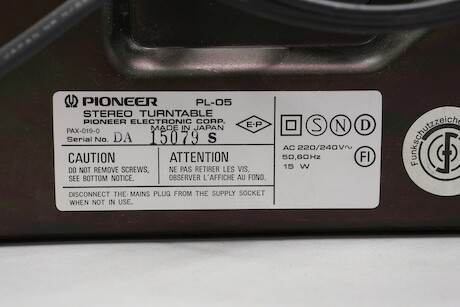 PIONEER PL-05
STEREO TURNTABLE
PIONEER ELECTRONIC CORP.
MADE IN JAPAN
PAX-019-0
Serial No. DA 15079 S
E·P
S N D
AC 220/240V~
50,60Hz
15 W
FI
CAUTION
DO NOT REMOVE SCREWS,
SEE BOTTOM NOTICE.
ATTENTION
NE PAS RETIRER LES VIS,
OBSERVER L'AFFICHE AU FOND.
DISCONNECT THE MAINS PLUG FROM THE SUPPLY SOCKET
WHEN NOT IN USE.
Funkschutzzeichen